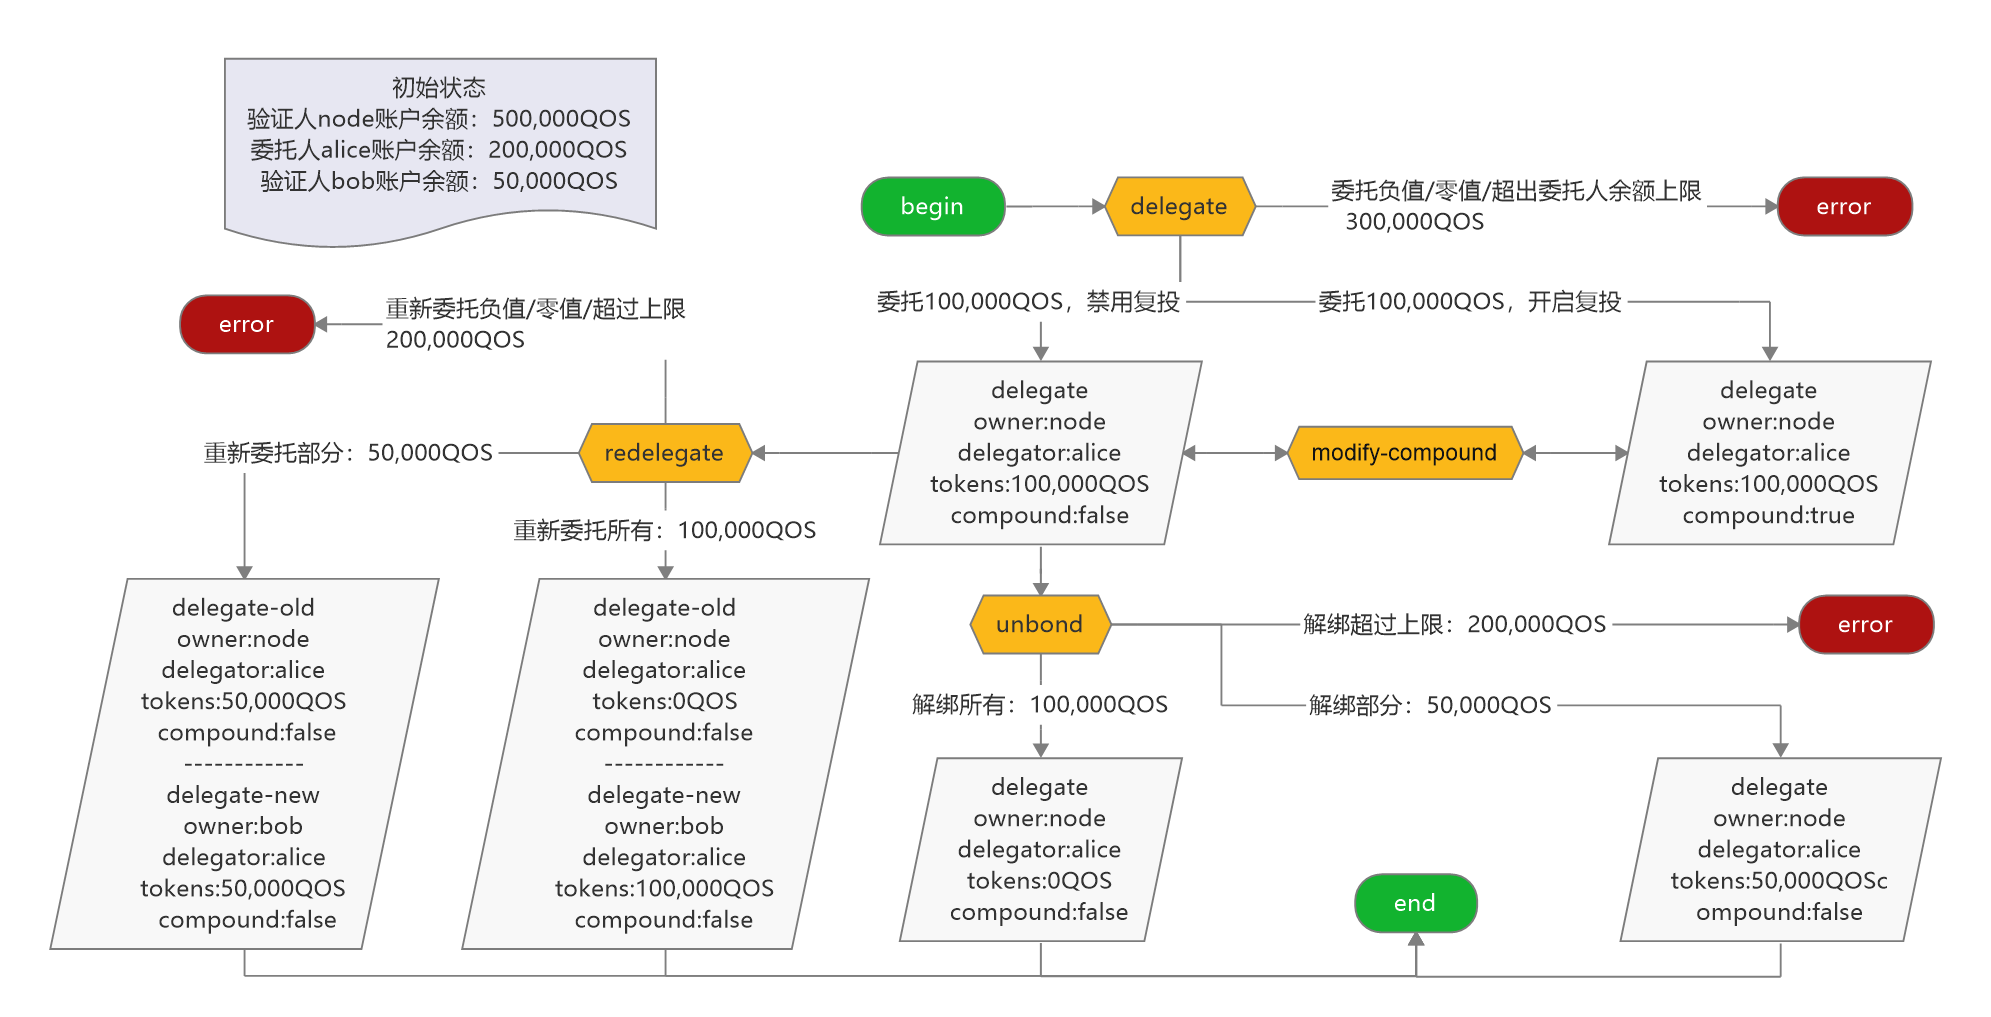 初始状态
验证人node账户余额：500,000QOS
委托人alice账户余额：200,000QOS
验证人bob账户余额：50,000QOS
begin
delegate
委托负值/零值/超出委托人余额上限
300,000QOS
error
委托100,000QOS，禁用复投
委托100,000QOS，开启复投
error
重新委托负值/零值/超过上限
200,000QOS
重新委托部分：50,000QOS
redelegate
delegate
owner:node
delegator:alice
tokens:100,000QOS
compound:false
modify-compound
delegate
owner:node
delegator:alice
tokens:100,000QOS
compound:true
重新委托所有：100,000QOS
unbond
解绑超过上限：200,000QOS
error
解绑所有：100,000QOS
解绑部分：50,000QOS
delegate-old
owner:node
delegator:alice
tokens:50,000QOS
compound:false
------------
delegate-new
owner:bob
delegator:alice
tokens:50,000QOS
compound:false
delegate-old
owner:node
delegator:alice
tokens:0QOS
compound:false
------------
delegate-new
owner:bob
delegator:alice
tokens:100,000QOS
compound:false
delegate
owner:node
delegator:alice
tokens:0QOS
compound:false
end
delegate
owner:node
delegator:alice
tokens:50,000QOSc
ompound:false